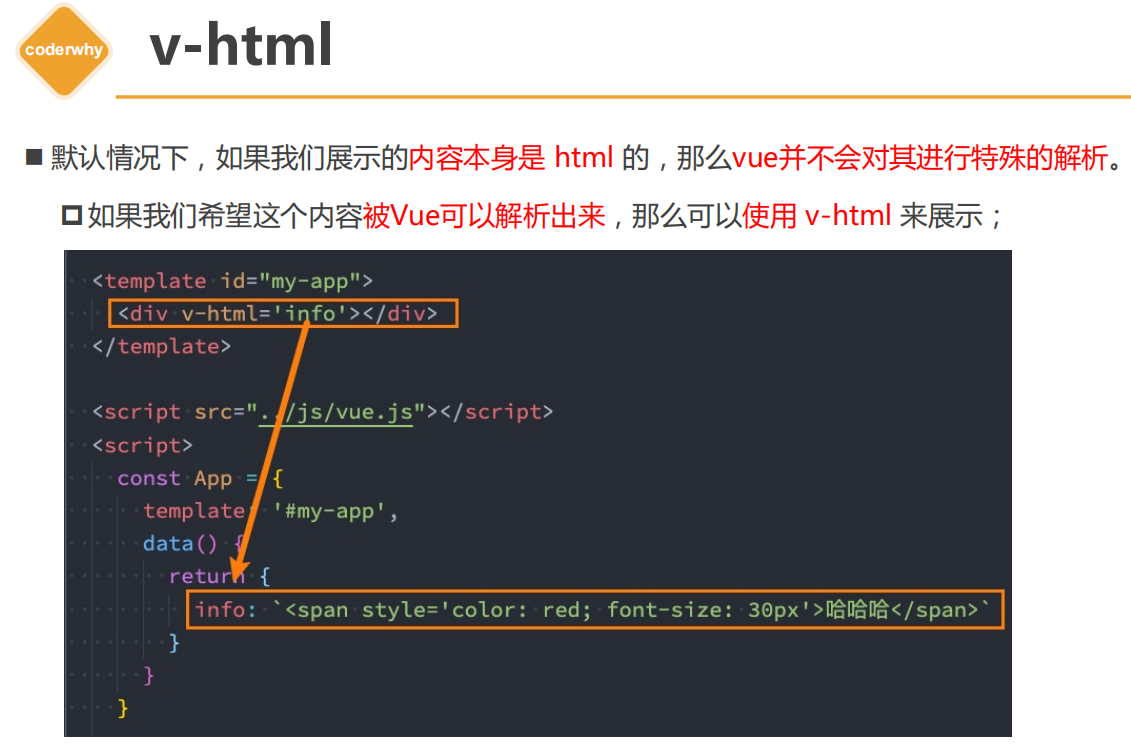 coderwhy
v-html
默认情况下，如果我们展示的内容本身是 html 的，那么vue并不会对其进行特殊的解析。
如果我们希望这个内容被Vue可以解析出来，那么可以使用 v-html 来展示；
<template id="my-app">
<div v-html='info'></div>
</template>
<script src="../js/vue.js"></script>
<script>
const App = {
template: '#my-app',
data() {
return {
info: `<span style='color: red; font-size: 30px'>哈哈哈</span>`
}
}
}